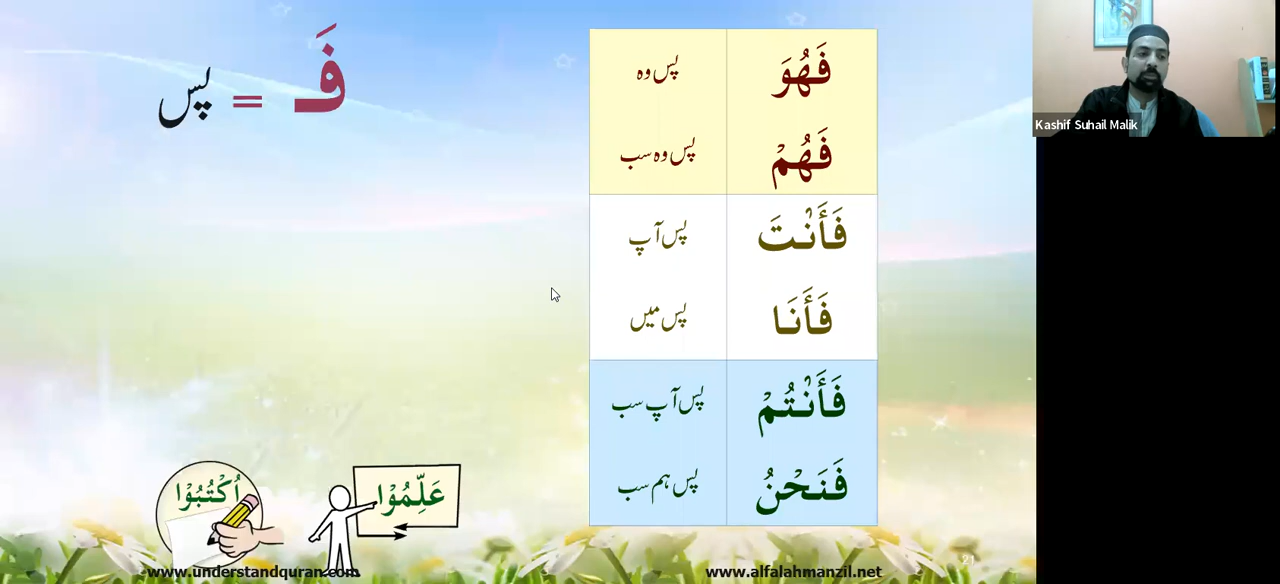 فَ = پس
فَهُوَ پس وہ
فَهُمْ پس وہ سب
فَأَنْتَ پس آپ
فَأَنَا پس میں
فَأَنْتُمْ پس آپ سب
فَنَحْنُ پس ہم سب
Kashif Suhail Malik
اُكْتُبُوْا
عَلِّمُوْا
www.understandquran.com
www.alfalahmanzil.net
21